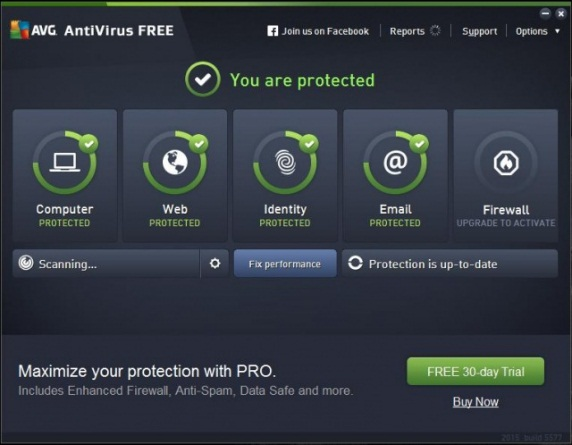 AVG AntiVirus FREE
Join us on Facebook
Reports
Support
Options
You are protected
Computer
PROTECTED
Web
PROTECTED
Identity
PROTECTED
Email
PROTECTED
Firewall
UPGRADE TO ACTIVATE
Scanning...
Fix performance
Protection is up-to-date
Maximize your protection with PRO.
Includes Enhanced Firewall, Anti-Spam, Data Safe and more.
FREE 30-day Trial
Buy Now
2015 build